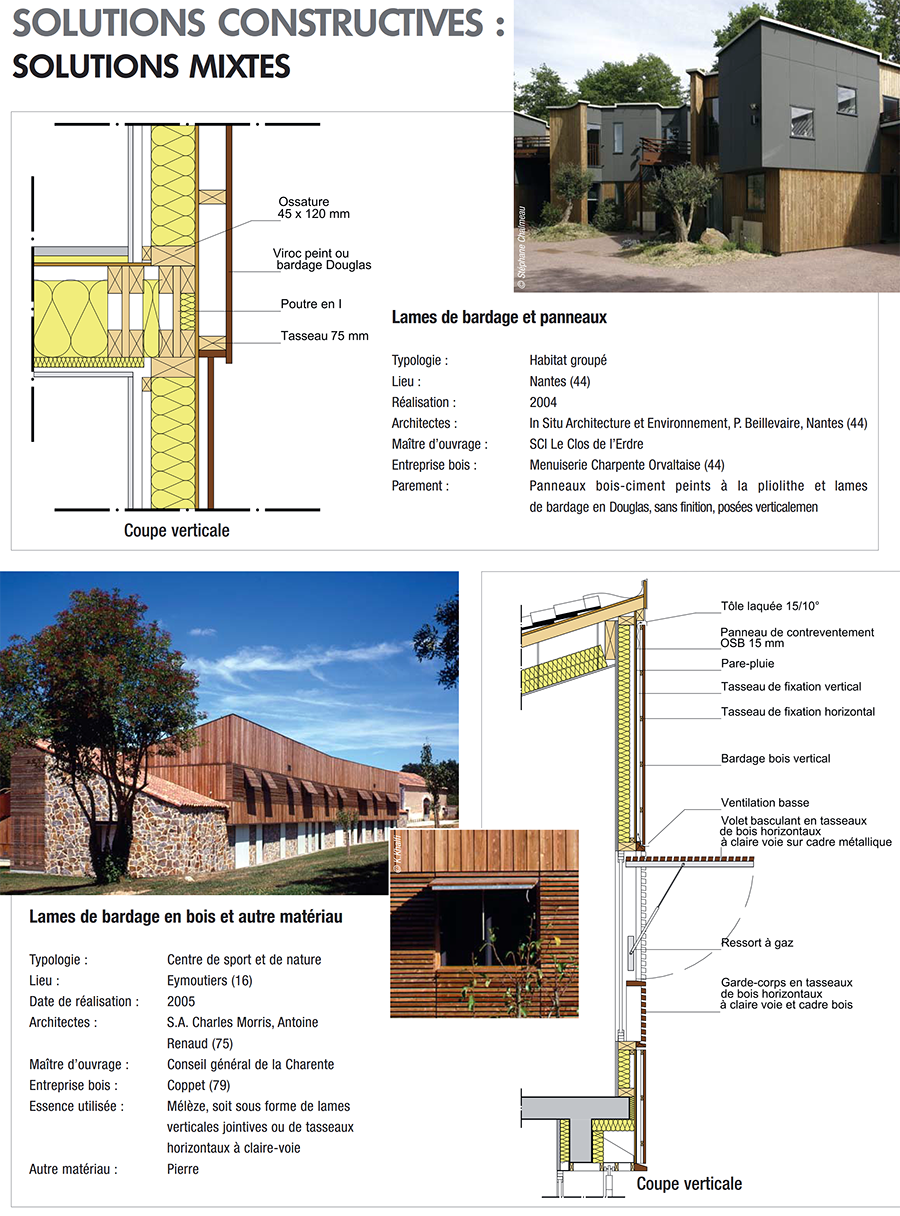 SOLUTIONS CONSTRUCTIVES :
SOLUTIONS MIXTES
© Stéphane Chalmeau
Ossature
45 x 120 mm
Viroc peint ou
bardage Douglas
Poutre en I
Tasseau 75 mm
Coupe verticale
Lames de bardage et panneaux
Typologie : Habitat groupé
Lieu : Nantes (44)
Réalisation : 2004
Architectes : In Situ Architecture et Environnement, P. Beillevaire, Nantes (44)
Maître d'ouvrage : SCI Le Clos de l'Erdre
Entreprise bois : Menuiserie Charpente Orvaltaise (44)
Parement : Panneaux bois-ciment peints à la pliolithe et lames
de bardage en Douglas, sans finition, posées verticalemen
© K.Khalfi
Lames de bardage en bois et autre matériau
Typologie : Centre de sport et de nature
Lieu : Eymoutiers (16)
Date de réalisation : 2005
Architectes : S.A. Charles Morris, Antoine
Renaud (75)
Maître d'ouvrage : Conseil général de la Charente
Entreprise bois : Coppet (79)
Essence utilisée : Mélèze, soit sous forme de lames
verticales jointives ou de tasseaux
horizontaux à claire-voie
Autre matériau : Pierre
Tôle laquée 15/10°
Panneau de contreventement
OSB 15 mm
Pare-pluie
Tasseau de fixation vertical
Tasseau de fixation horizontal
Bardage bois vertical
Ventilation basse
Volet basculant en tasseaux
de bois horizontaux
à claire voie sur cadre métallique
Ressort à gaz
Garde-corps en tasseaux
de bois horizontaux
à claire voie et cadre bois
Coupe verticale